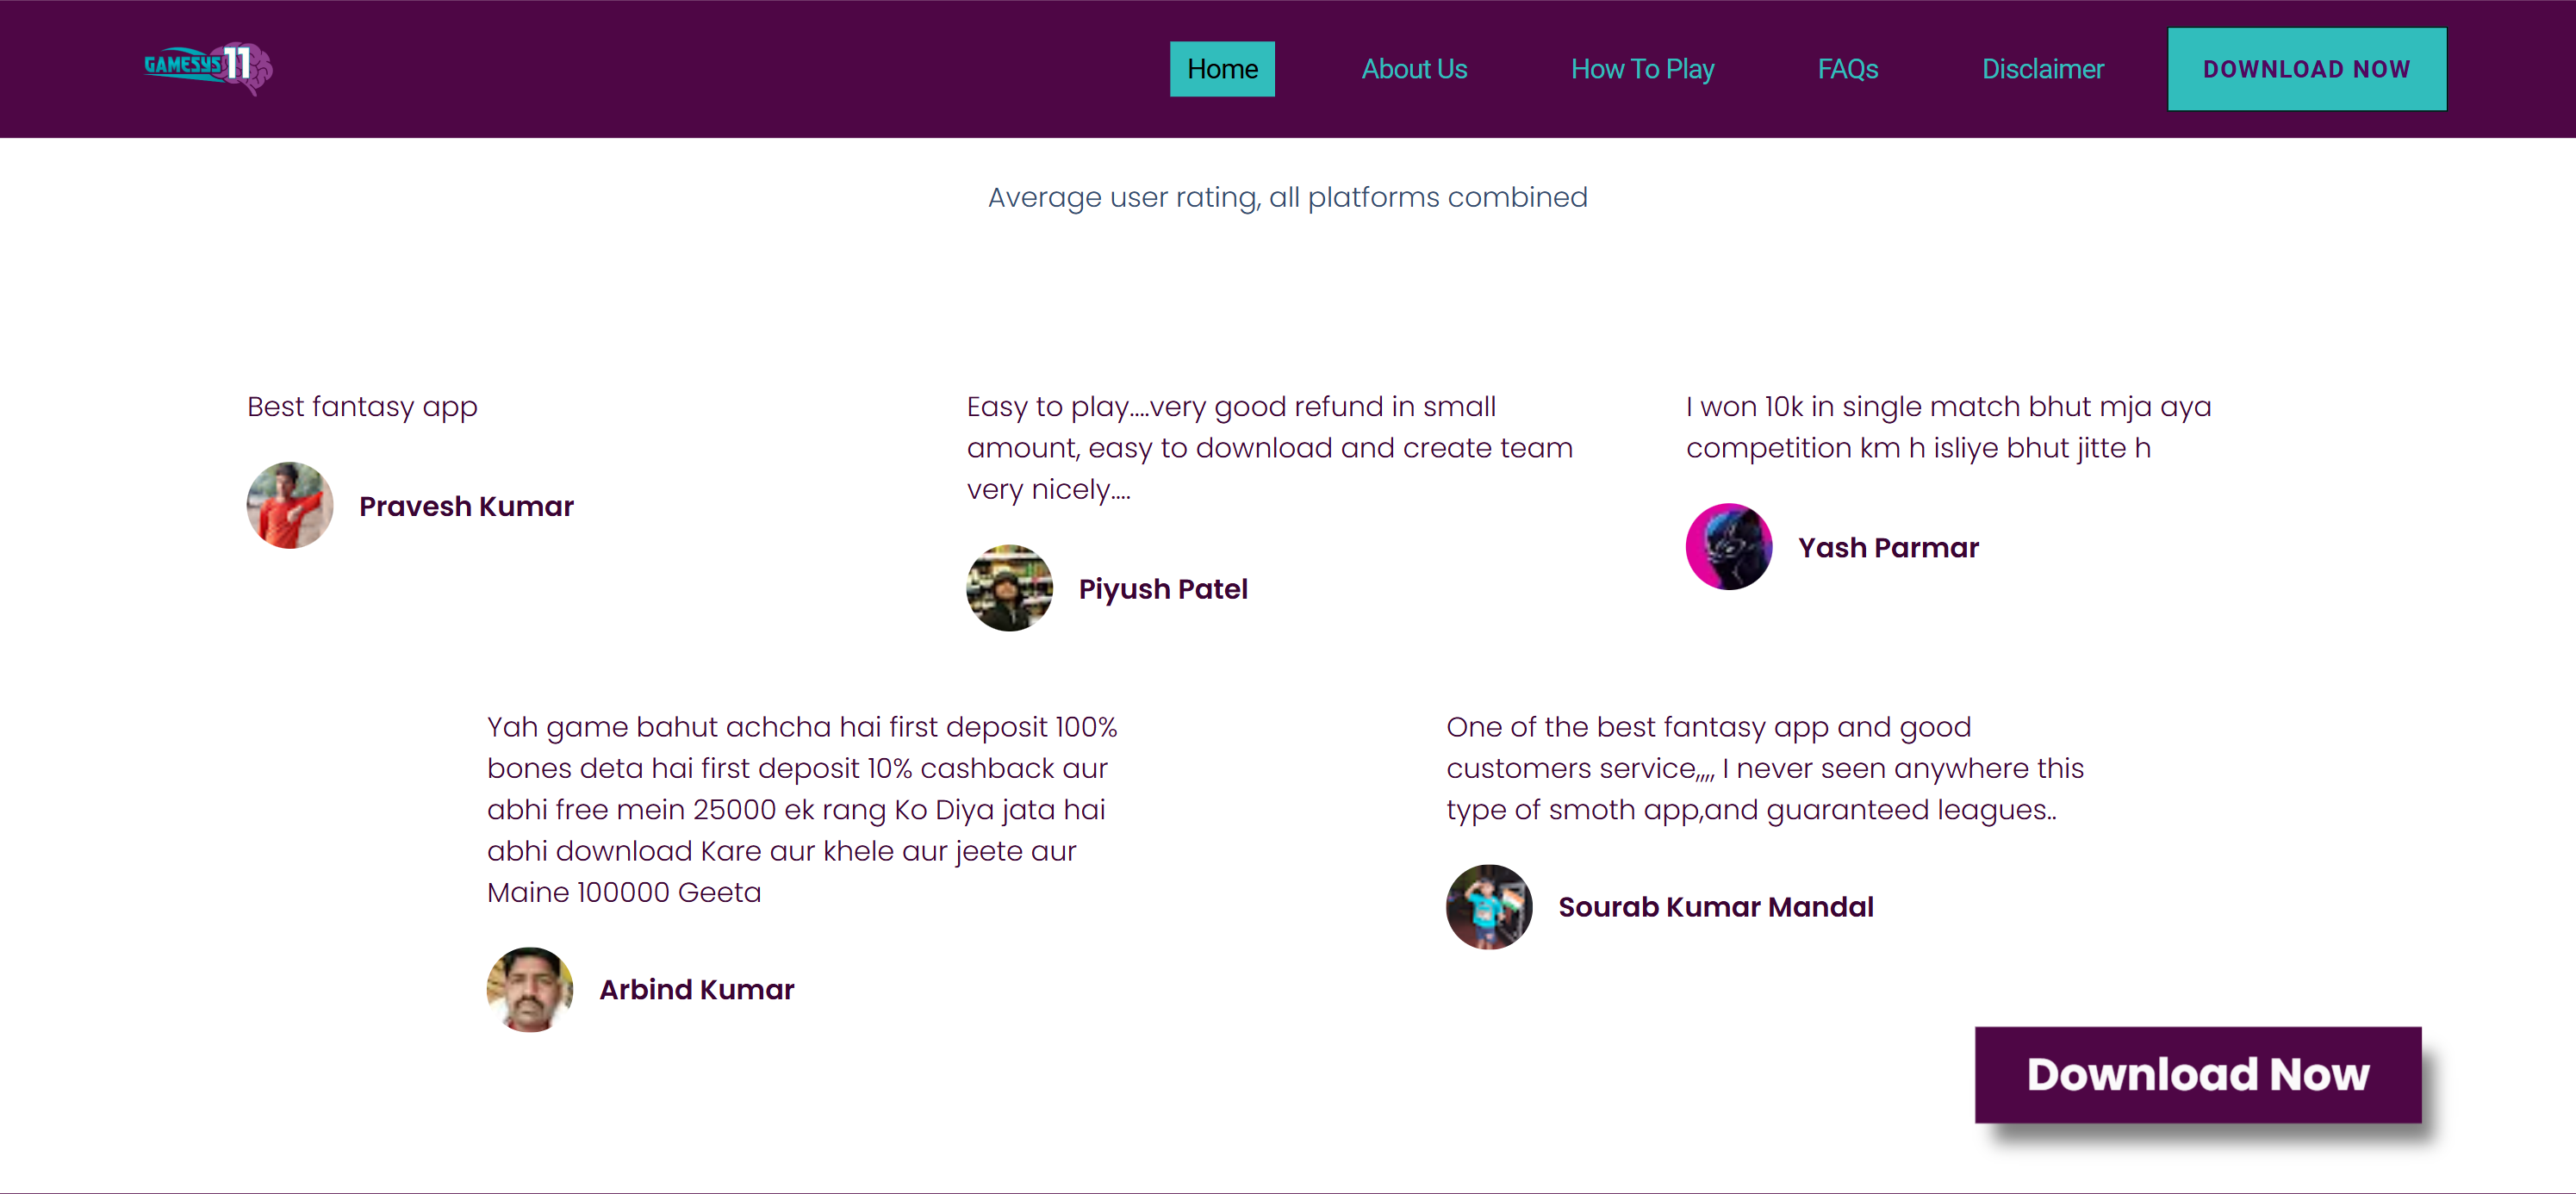 GAMESYS 11
Home
About Us
How To Play
FAQs
Disclaimer
DOWNLOAD NOW
Average user rating, all platforms combined
Best fantasy app
Pravesh Kumar
Easy to play....very good refund in small
amount, easy to download and create team
very nicely....
Piyush Patel
I won 10k in single match bhut mja aya
competition km h isliye bhut jitte h
Yash Parmar
Yah game bahut achcha hai first deposit 100%
bones deta hai first deposit 10% cashback aur
abhi free mein 25000 ek rang Ko Diya jata hai
abhi download Kare aur khele aur jeete aur
Maine 100000 Geeta
Arbind Kumar
One of the best fantasy app and good
customers service,,,, I never seen anywhere this
type of smoth app,and guaranteed leagues..
Sourab Kumar Mandal
Download Now